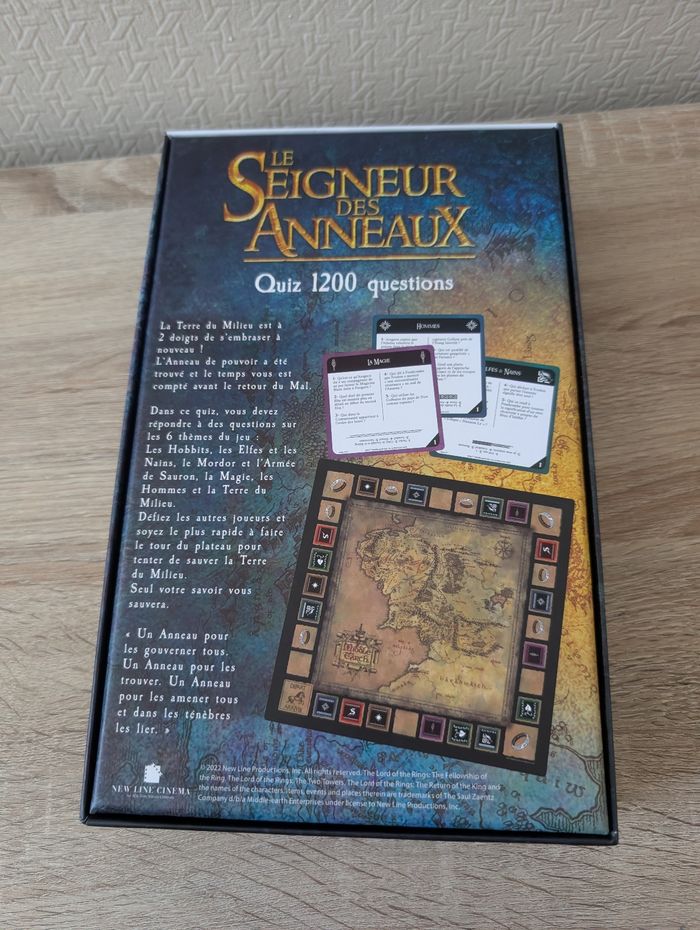 LE
SEIGNEUR
DES
ANNEAUX
Quiz 1200 questions
La Terre du Milieu est à
2 doigts de s'embraser à
nouveau !
L'Anneau de pouvoir a été
trouvé et le temps vous est
compté avant le retour du Mal.
Dans ce quiz, vous devez
répondre à des questions sur
les 6 thèmes du jeu :
Les Hobbits, les Elfes et les
Nains, le Mordor et l'Armée
de Sauron, la Magie, les
Hommes et la Terre du
Milieu.
Défiez les autres joueurs et
soyez le plus rapide à faire
le tour du plateau pour
tenter de sauver la Terre
du Milieu.
Seul votre savoir vous
sauvera.
« Un Anneau pour
les gouverner tous.
Un Anneau pour les
trouver. Un Anneau
pour les amener tous
et dans les ténèbres
les lier. »
HOMMES
LA MAGIE
ELFES & NAINS
MIDDLE
EARTH
DÉPART
NEW LINE CINEMA
©2022 New Line Productions, Inc. All rights reserved. The Lord of the Rings: The Fellowship of
the Ring, The Lord of the Rings: The Two Towers, The Lord of the Rings: The Return of the King and
the names of the characters, items, events and places therein are trademarks of The Saul Zaentz
Company d/b/a Middle-earth Enterprises under license to New Line Productions, Inc.